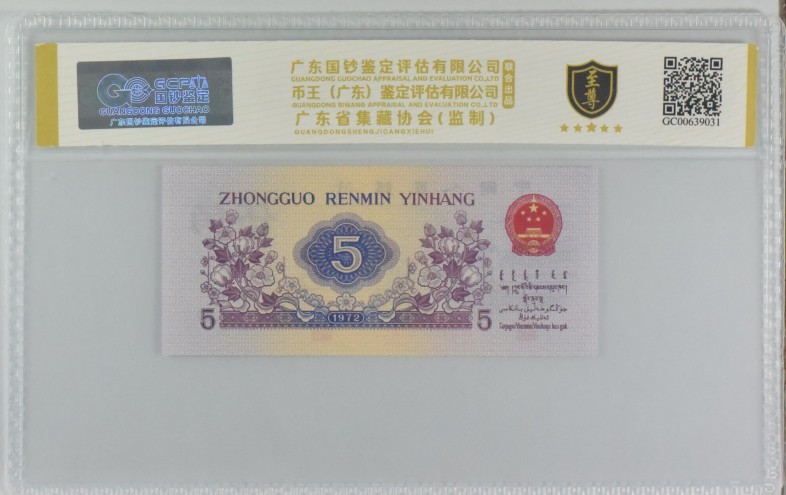 GCP
国钞鉴定
GUANGDONG GUOCHAO
广东国钞鉴定评估有限公司
广东国钞鉴定评估有限公司
GUANGDONG GUOCHAO APPRAISAL AND EVALUATION CO.,LTD
币王（广东）鉴定评估有限公司
GUANGDONG BIWANG APPRAISAL AND EVALUATION CO.,LTD
广东省集藏协会(监制)
GUANGDONGSHENGJICANGXIEHUI
联合出品
至尊
GC00639031
ZHONGGUO RENMIN YINHANG
5
5
1972
5